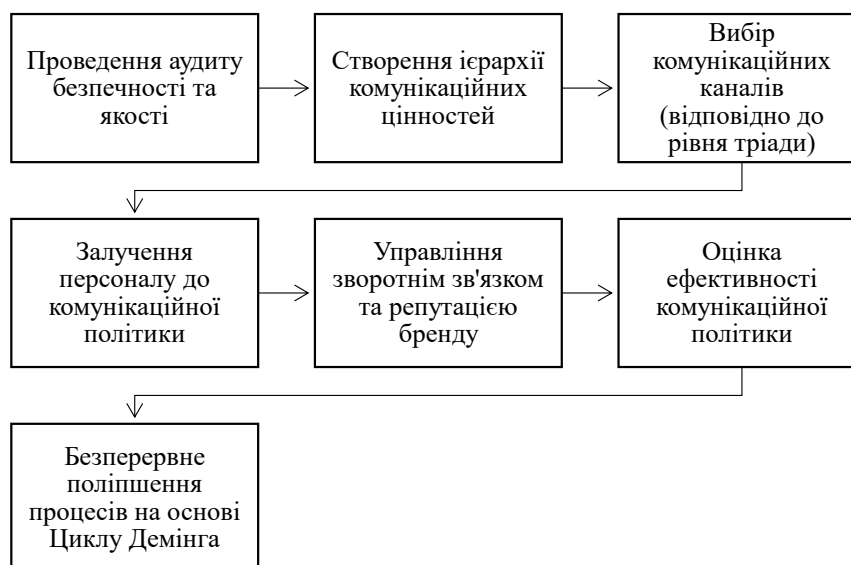 Проведення аудиту
безпечності та
якості
Створення ієрархії
комунікаційних
цінностей
Вибір
комунікаційних
каналів
(відповідно до
рівня тріади)
Залучення
персоналу до
комунікаційної
політики
Управління
зворотнім зв'язком
та репутацією
бренду
Оцінка
ефективності
комунікаційної
політики
Безперервне
поліпшення
процесів на основі
Циклу Демінга